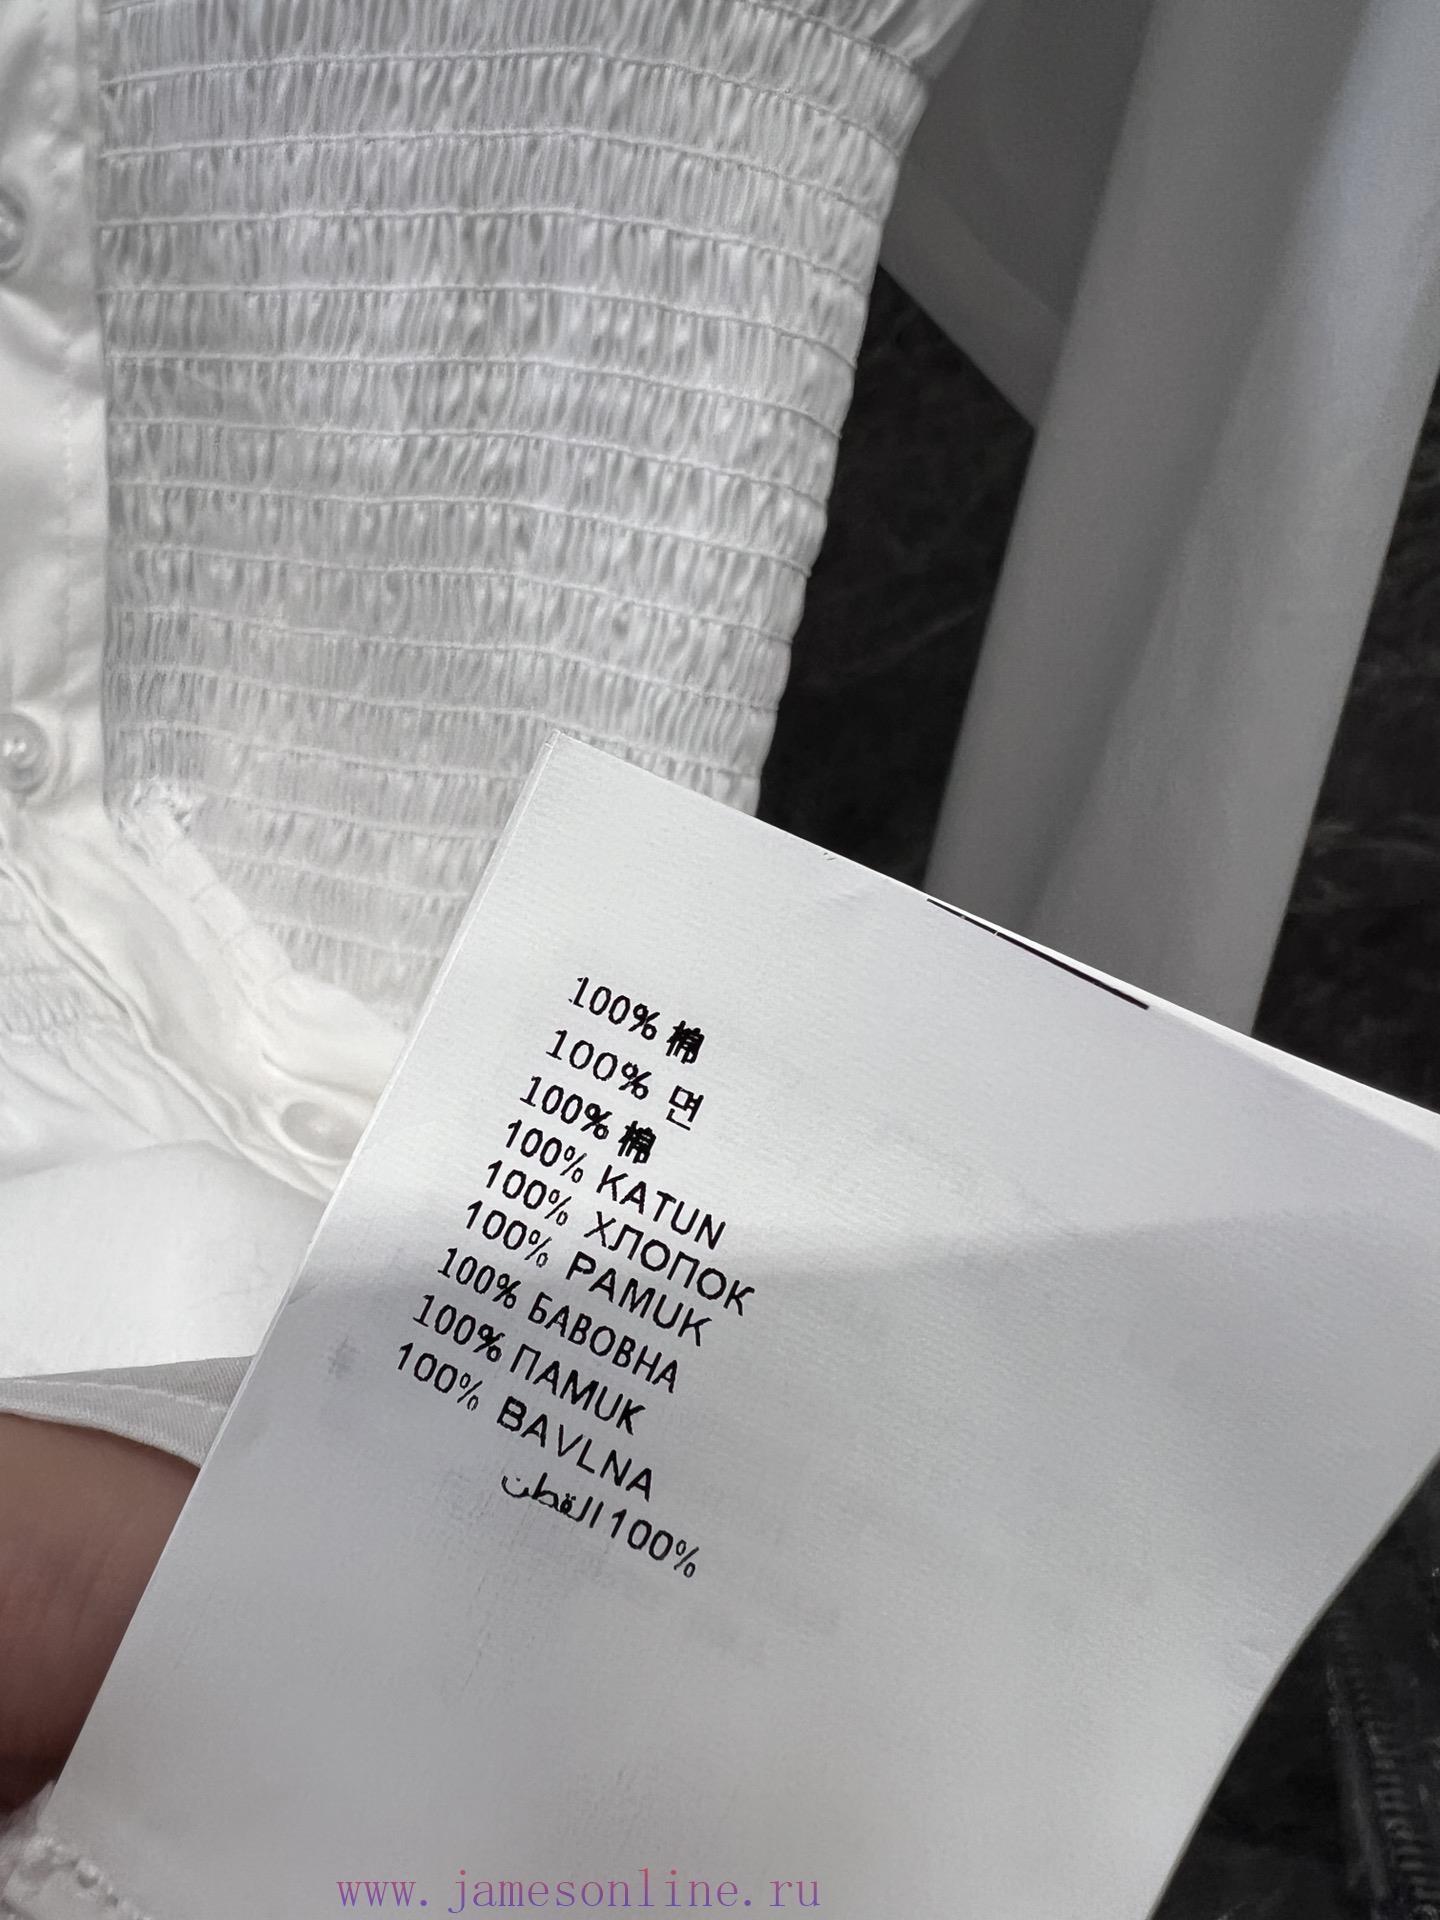 100% 棉
100% 면
100% 棉
100% KATUN
100% ХЛОПОК
100% PAMUK
100% БАВОВНА
100% ПАМUК
100% BAVLNA
100% القطن
www.jamesonline.ru